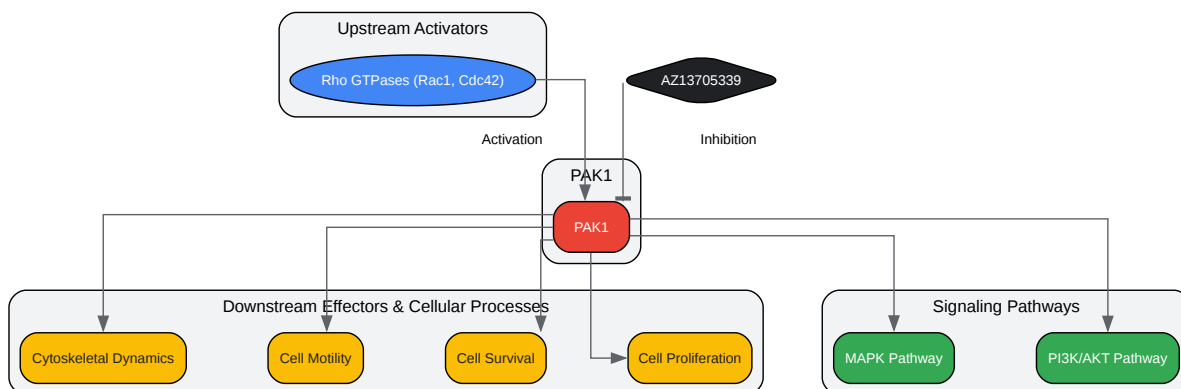 Upstream Activators
Rho GTPases (Rac1, Cdc42)
AZ13705339
Activation
Inhibition
PAK1
PAK1
Downstream Effectors & Cellular Processes
Signaling Pathways
Cytoskeletal Dynamics
Cell Motility
Cell Survival
Cell Proliferation
MAPK Pathway
PI3K/AKT Pathway